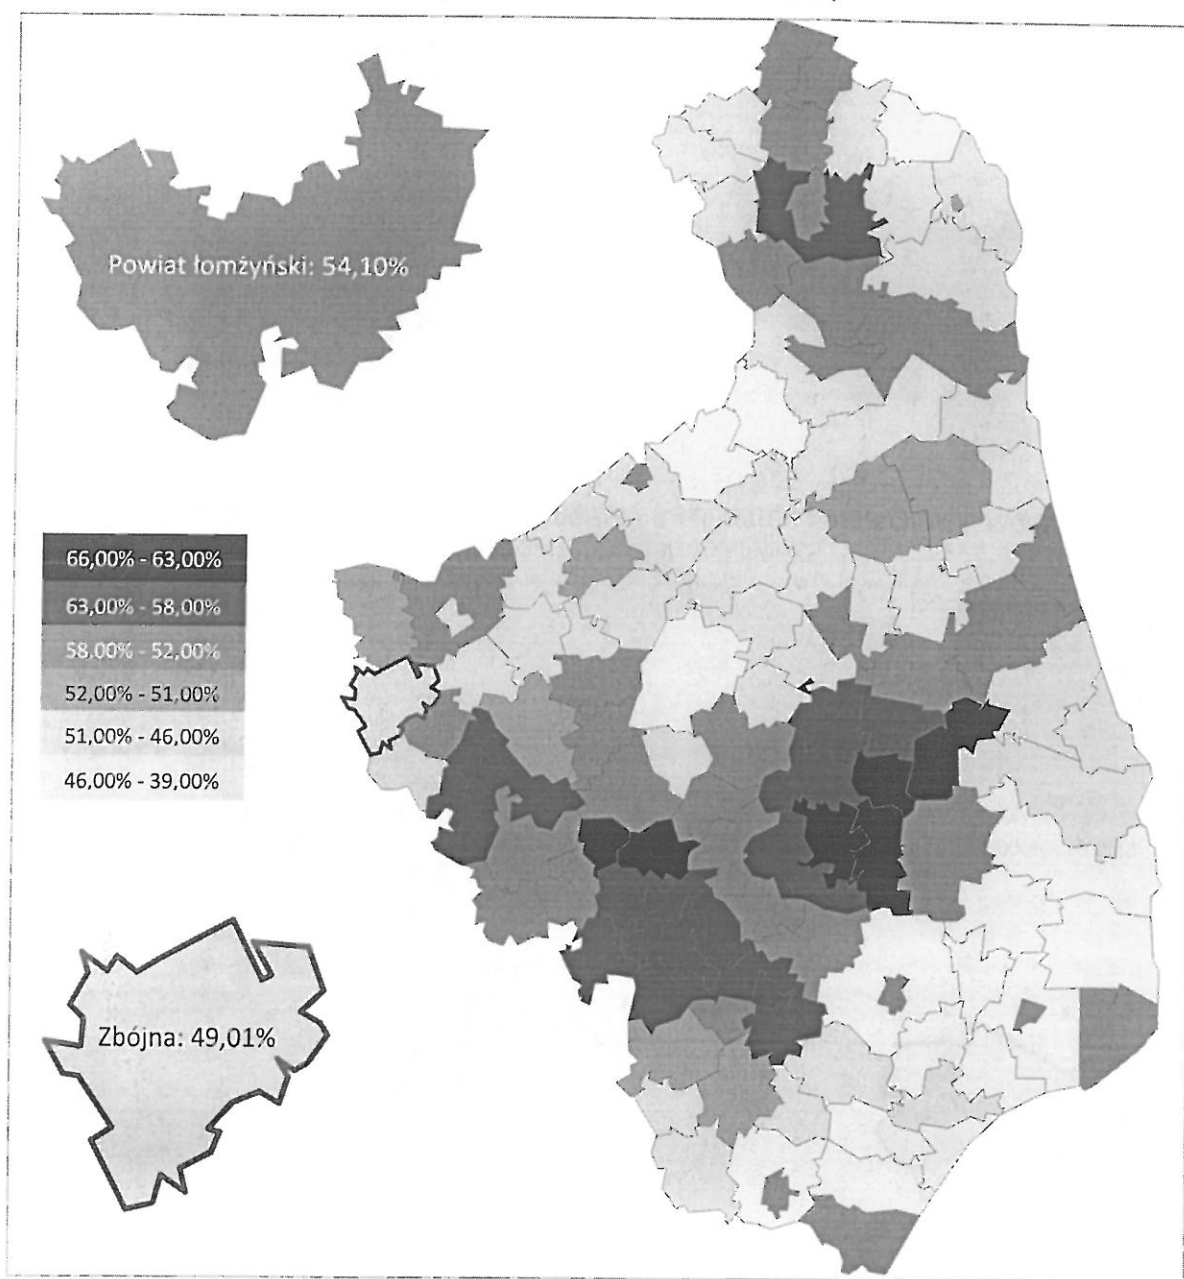 Powiat łomżyński: 54,10%
66,00% - 63,00%
63,00% - 58,00%
58,00% - 52,00%
52,00% - 51,00%
51,00% - 46,00%
46,00% - 39,00%
Zbójna: 49,01%